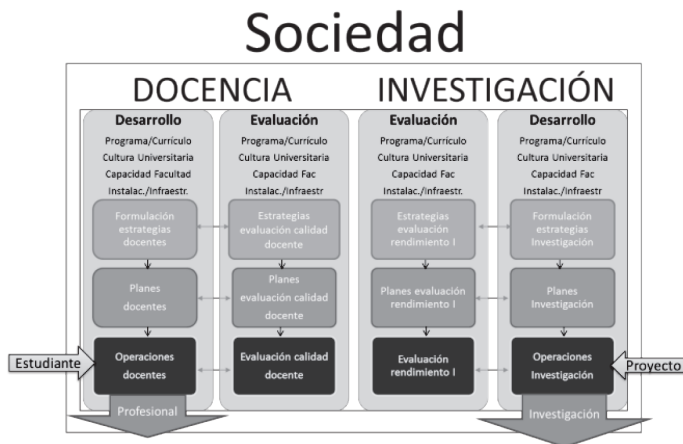 Sociedad
DOCENCIA
INVESTIGACIÓN
Desarrollo
Programa/Currículo
Cultura Universitaria
Capacidad Facultad
Instalac./Infraestr.
Formulación
estrategias
docentes
Planes
docentes
Operaciones
docentes
Evaluación
Programa/Currículo
Cultura Universitaria
Capacidad Fac
Instalac./Infraestr
Estrategias
evaluación calidad
docente
Planes
evaluación calidad
docente
Evaluación calidad
docente
Evaluación
Programa/Currículo
Cultura Universitaria
Capacidad Fac
Instalac./Infraestr
Estrategias
evaluación
rendimiento I
Planes evaluación
rendimiento I
Evaluación
rendimiento I
Desarrollo
Programa/Currículo
Cultura Universitaria
Capacidad Fac
Instalac./Infraestr.
Formulación
estrategias
Investigación
Planes
Investigación
Operaciones
Investigación
Estudiante
Proyecto
Profesional
Investigación